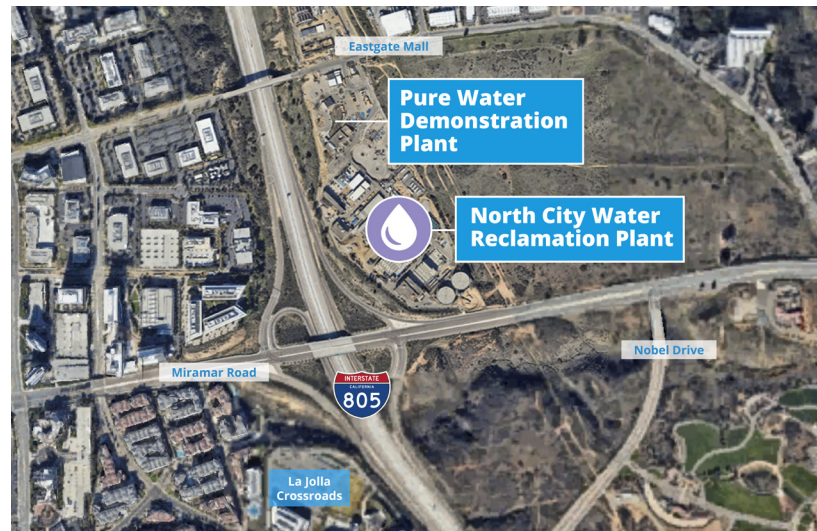 Eastgate Mall
Pure Water
Demonstration
Plant
North City Water
Reclamation Plant
Nobel Drive
Miramar Road
INTERSTATE
CALIFORNIA
805
La Jolla
Crossroads